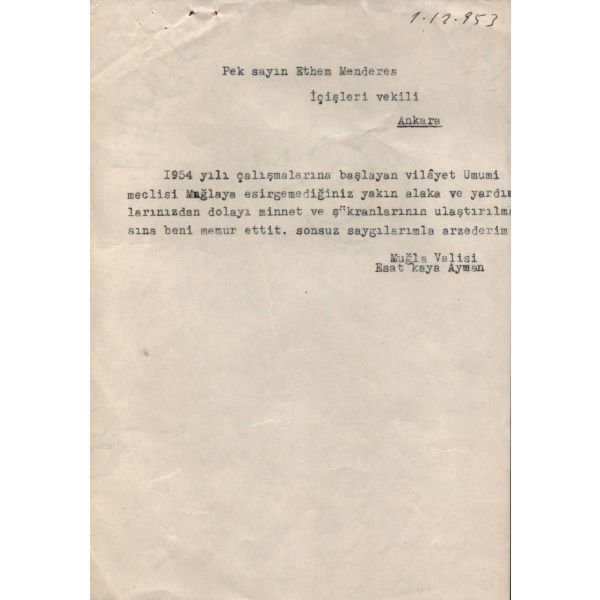 1-12-953
Pek sayın Ethem Menderes
İçişleri vekili
Ankara
I954 yılı çalışmalarına başlayan vilâyet Umumi
meclisi Muğlaya esirgemediğiniz yakın alaka ve yardım
larınızdan dolayı minnet ve şükranlarının ulaştırılma
sına beni memur ettit. sonsuz saygılarımla arzederim
Muğla Valisi
Esat kaya Ayman